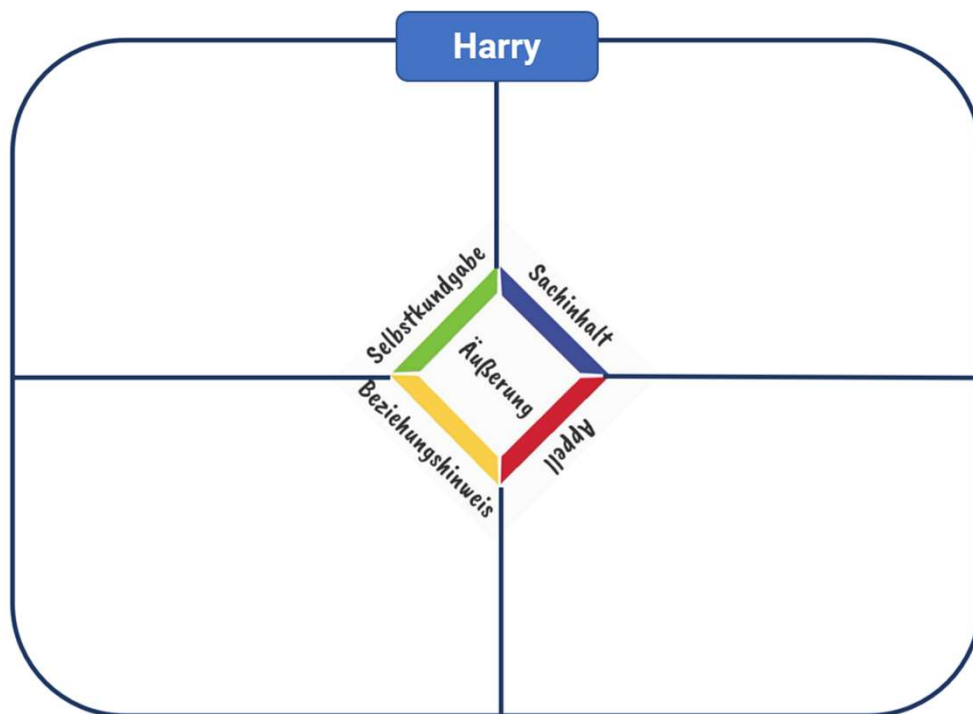 Harry
Selbstkundgabe
Sachinhalt
Äußerung
Beziehungshinweis
Appell